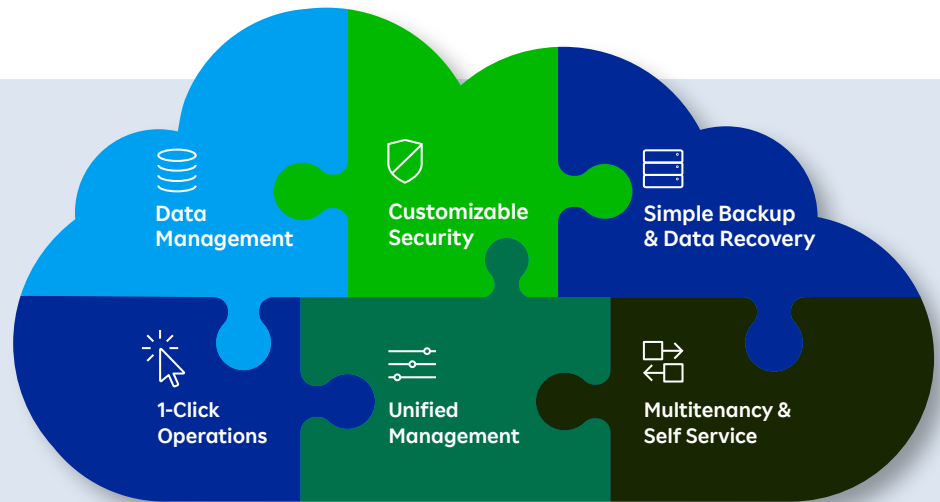 Data
Management
Customizable
Security
Simple Backup
& Data Recovery
1-Click
Operations
Unified
Management
Multitenancy &
Self Service